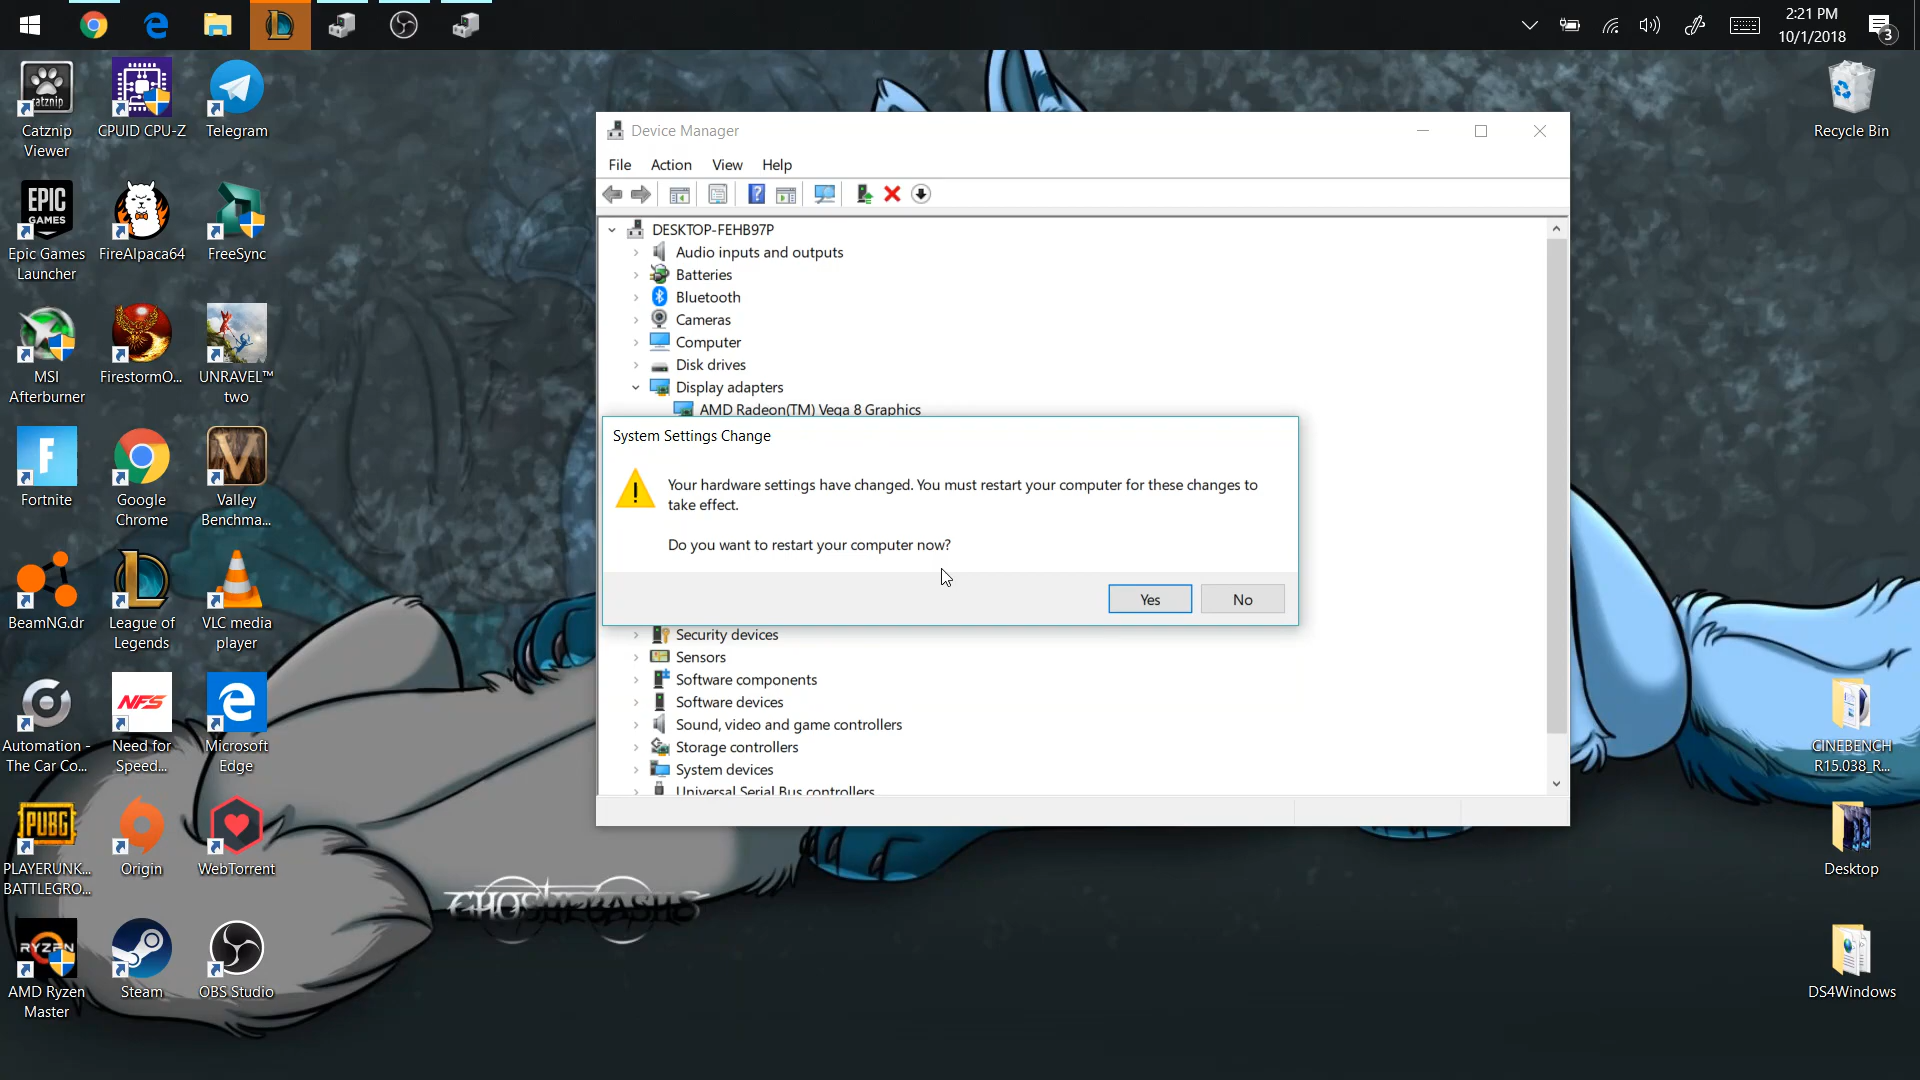 2:21 PM
10/1/2018
3
Catznip
Viewer
CPUID CPU-Z
Telegram
Recycle Bin
catznip
EPIC
GAMES
Epic Games
Launcher
FireAlpaca64
FreeSync
MSI
Afterburner
FirestormO...
UNRAVEL™
two
Fortnite
Google
Chrome
Valley
Benchma...
BeamNG.dr
League of
Legends
VLC media
player
NFS
Automation -
The Car Co...
Need for
Speed...
Microsoft
Edge
PUBG
PLAYERUNK...
BATTLEGRO...
Origin
WebTorrent
RYZEN
AMD Ryzen
Master
Steam
OBS Studio
Device Manager
File Action View Help
DESKTOP-FEHB97P
Audio inputs and outputs
Batteries
Bluetooth
Cameras
Computer
Disk drives
Display adapters
AMD Radeon(TM) Vega 8 Graphics
System Settings Change
Your hardware settings have changed. You must restart your computer for these changes to
take effect.
Do you want to restart your computer now?
Yes
No
Security devices
Sensors
Software components
Software devices
Sound, video and game controllers
Storage controllers
System devices
Universal Serial Bus controllers
CINEBENCH
R15.038_R...
Desktop
DS4Windows